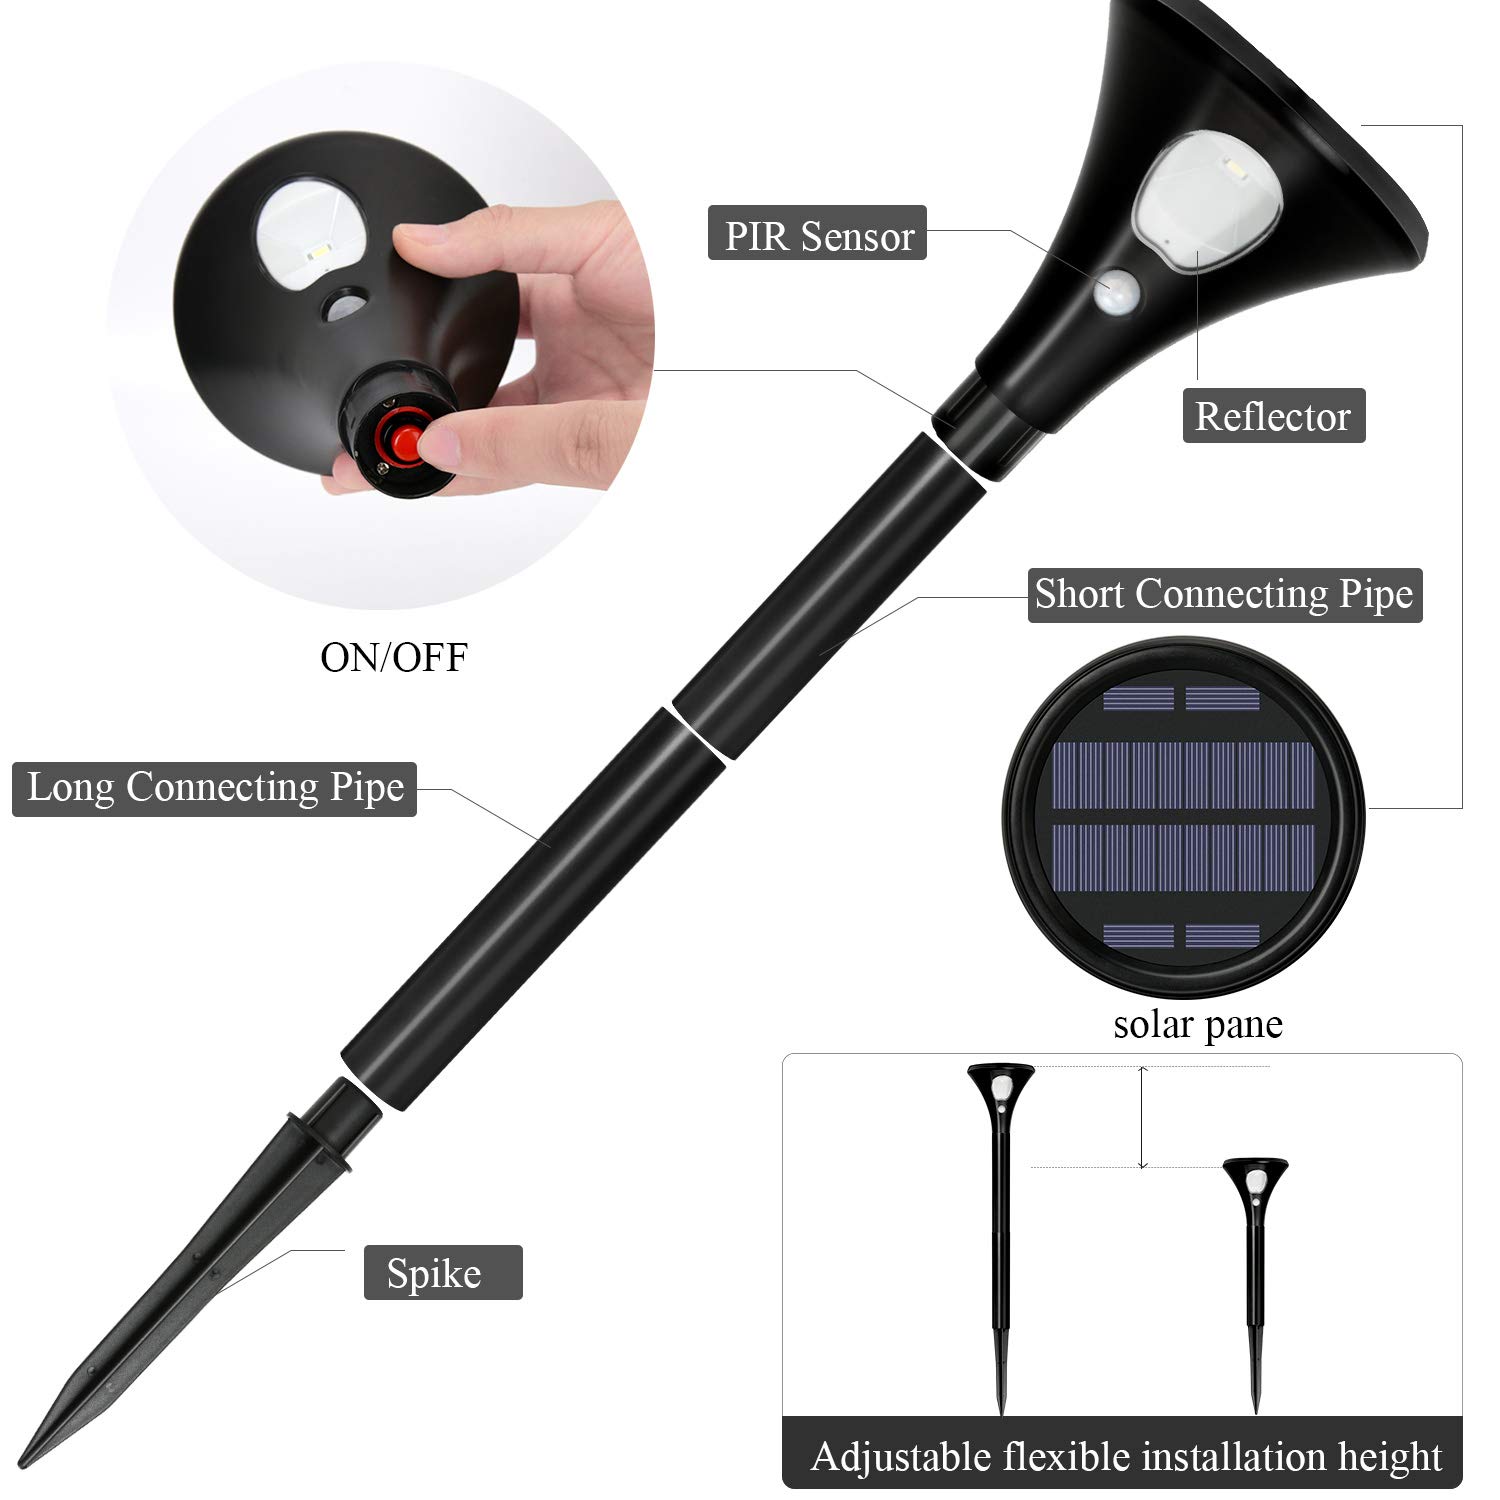 PIR Sensor
Reflector
Short Connecting Pipe
ON/OFF
Long Connecting Pipe
solar pane
Spike
Adjustable flexible installation height